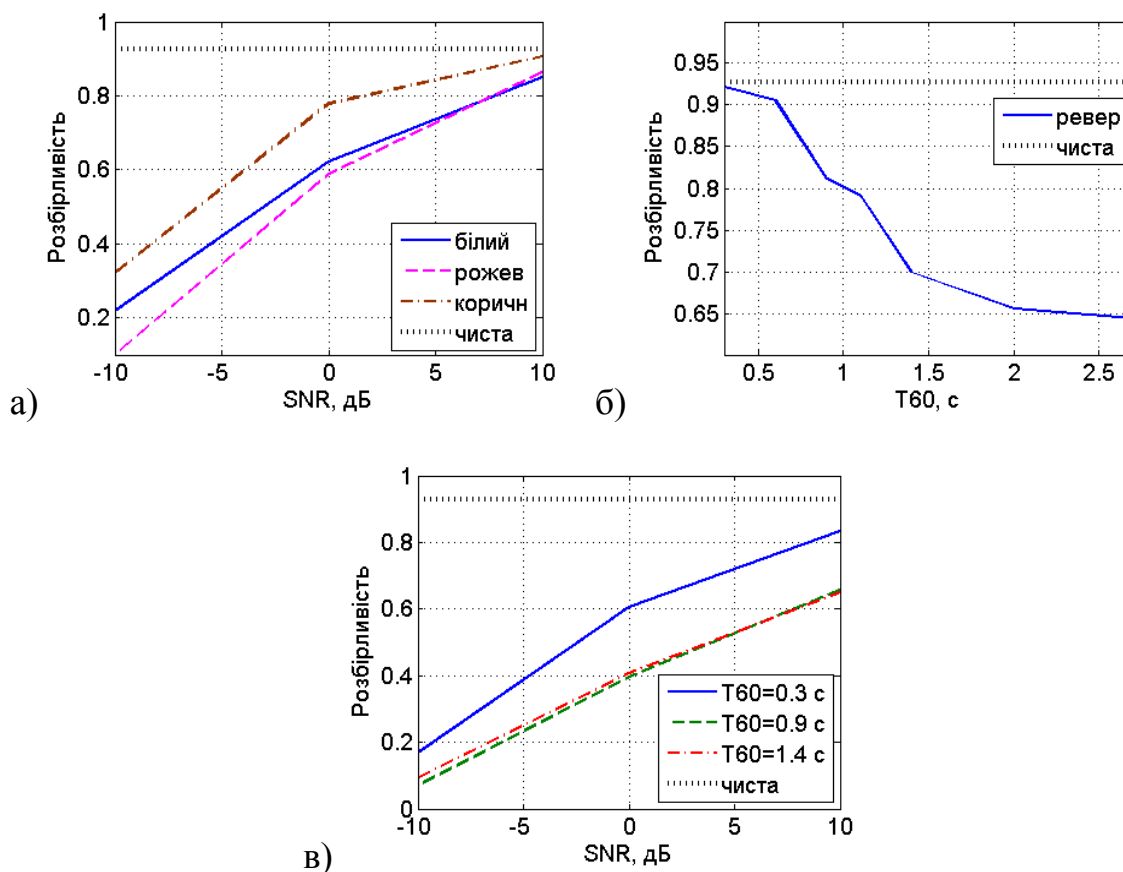 1
0.8
0.6
0.4
0.2
Розбірливість
-10
-5
0
5
10
SNR, дБ
білий
рожев
коричн
чиста
а)
0.95
0.9
0.85
0.8
0.75
0.7
0.65
Розбірливість
0.5
1
1.5
2
2.5
T60, с
ревер
чиста
б)
1
0.8
0.6
0.4
0.2
0
Розбірливість
-10
-5
0
5
10
SNR, дБ
T60=0.3 с
T60=0.9 с
T60=1.4 с
чиста
в)